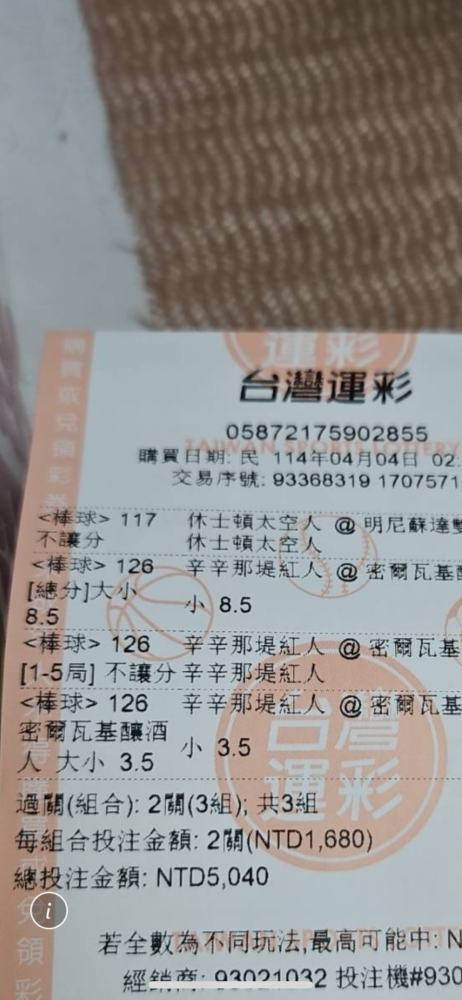 運彩
台灣運彩
05872175902855
TAIWAN SPORTS LOTTERY
購買日期: 民 114年04月04日 02:
交易序號: 93368319 1707571
<棒球> 117 休士頓太空人 @ 明尼蘇達雙
不讓分 休士頓太空人
<棒球> 126 辛辛那堤紅人 @ 密爾瓦基釀
[總分]大小
8.5 小 8.5
<棒球> 126 辛辛那堤紅人 @ 密爾瓦基
[1-5局] 不讓分 辛辛那堤紅人
<棒球> 126 辛辛那堤紅人 @ 密爾瓦基
密爾瓦基釀酒
人 大小 3.5 小 3.5
台灣
運彩
過關(組合): 2關(3組); 共3組
每組合投注金額: 2關(NTD1,680)
總投注金額: NTD5,040
若全數為不同玩法,最高可能中: N
經銷商: 93021032 投注機#930